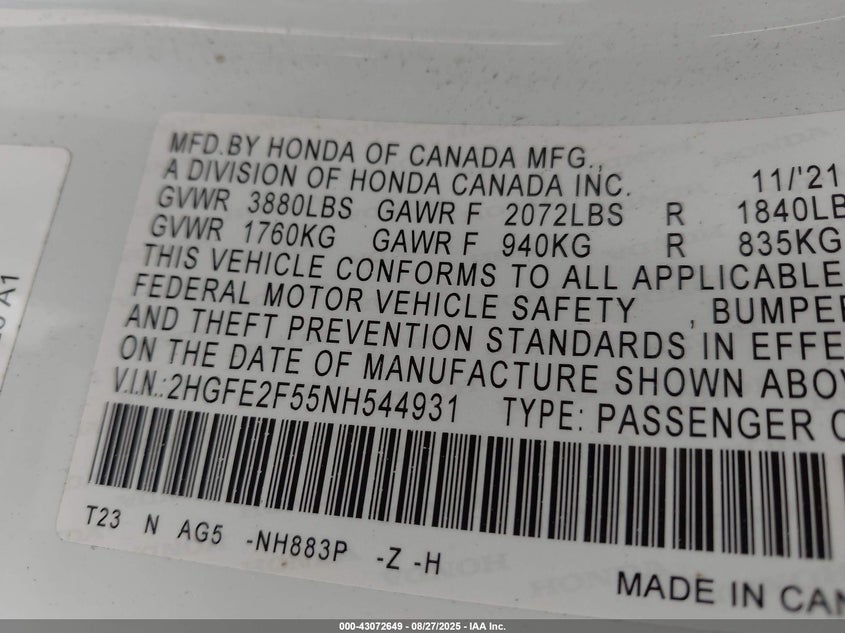 MFD.BY HONDA OF CANADA MFG.,
A DIVISION OF HONDA CANADA INC. 11/'21
GVWR 3880LBS GAWR F 2072LBS R 1840LB
GVWR 1760KG GAWR F 940KG R 835KG
THIS VEHICLE CONFORMS TO ALL APPLICABLE
FEDERAL MOTOR VEHICLE SAFETY , BUMPER
AND THEFT PREVENTION STANDARDS IN EFFE
ON THE DATE OF MANUFACTURE SHOWN ABOV
V.I.N.:2HGFE2F55NH544931 TYPE: PASSENGER C
T23 N AG5 -NH883P -Z -H
MADE IN CAN
000-43072649 | 08/27/2025 - IAA Inc.